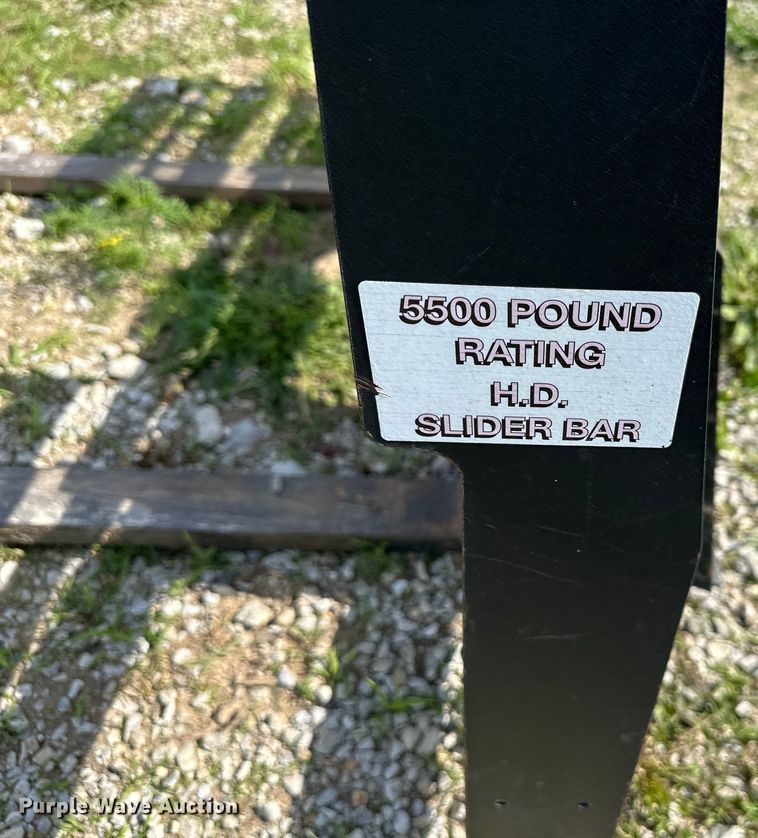 5500 POUND
RATING
H.D.
SLIDER BAR
Purple Wave Auction